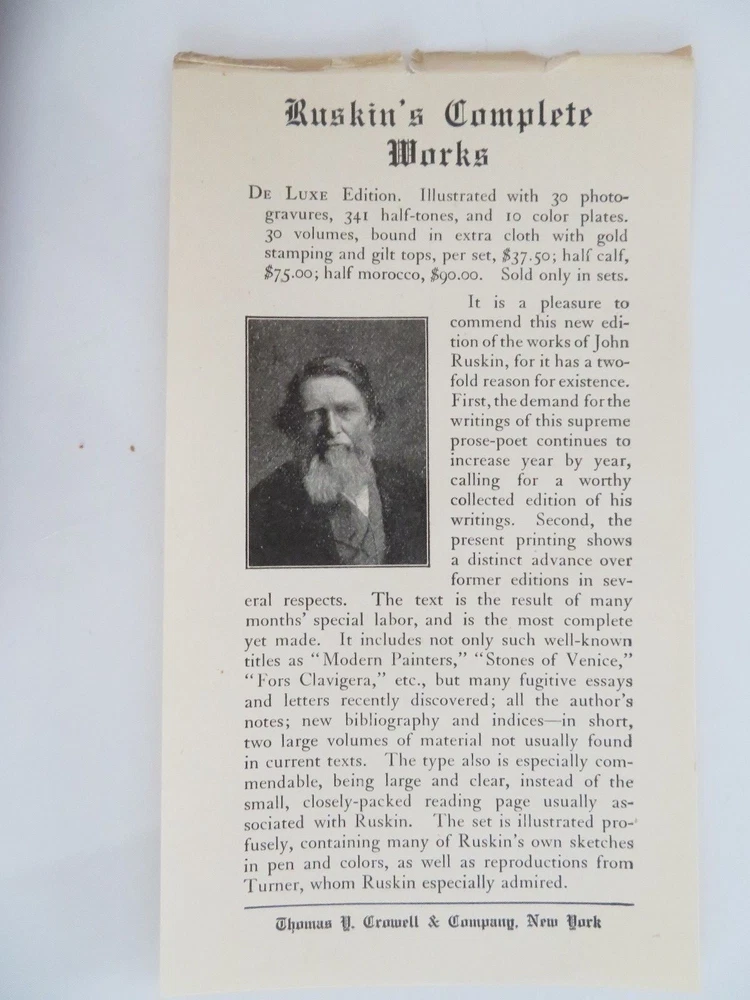 Ruskin's Complete
Works
DE LUXE Edition. Illustrated with 30 photo-
gravures, 341 half-tones, and 10 color plates.
30 volumes, bound in extra cloth with gold
stamping and gilt tops, per set, $37.50; half calf,
$75.00; half morocco, $90.00. Sold only in sets.
It is a pleasure to
commend this new edi-
tion of the works of John
Ruskin, for it has a two-
fold reason for existence.
First, the demand for the
writings of this supreme
prose-poet continues to
increase year by year,
calling for a worthy
collected edition of his
writings. Second, the
present printing shows
a distinct advance over
former editions in sev-
eral respects. The text is the result of many
months' special labor, and is the most complete
yet made. It includes not only such well-known
titles as "Modern Painters," "Stones of Venice,"
"Fors Clavigera," etc., but many fugitive essays
and letters recently discovered; all the author's
notes; new bibliography and indices—in short,
two large volumes of material not usually found
in current texts. The type also is especially com-
mendable, being large and clear, instead of the
small, closely-packed reading page usually as-
sociated with Ruskin. The set is illustrated pro-
fusely, containing many of Ruskin's own sketches
in pen and colors, as well as reproductions from
Turner, whom Ruskin especially admired.
Thomas Y. Crowell & Company, New York